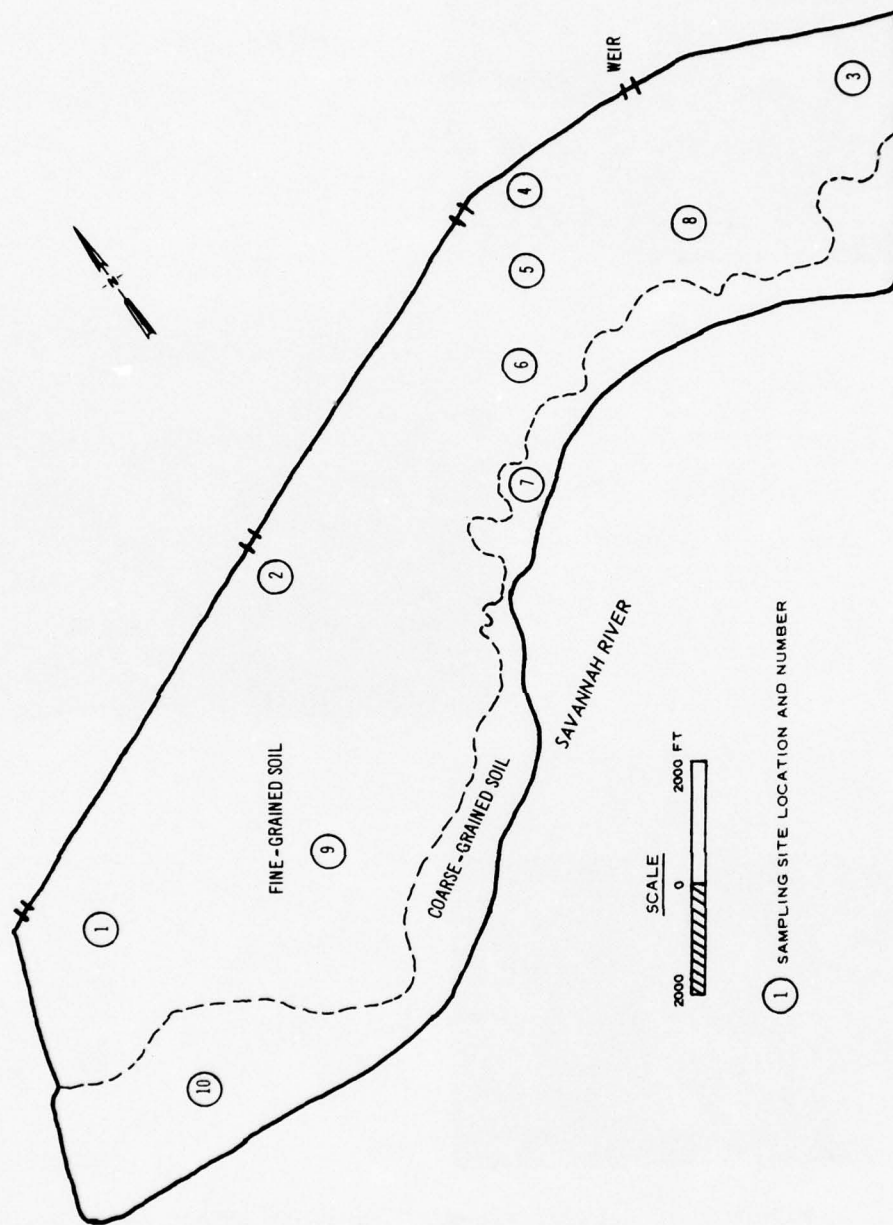 WEIR
3
4
8
5
6
7
2
FINE-GRAINED SOIL
9
1
10
COARSE-GRAINED SOIL
SAVANNAH RIVER
SCALE
2000 0 2000 FT
1 SAMPLING SITE LOCATION AND NUMBER
N